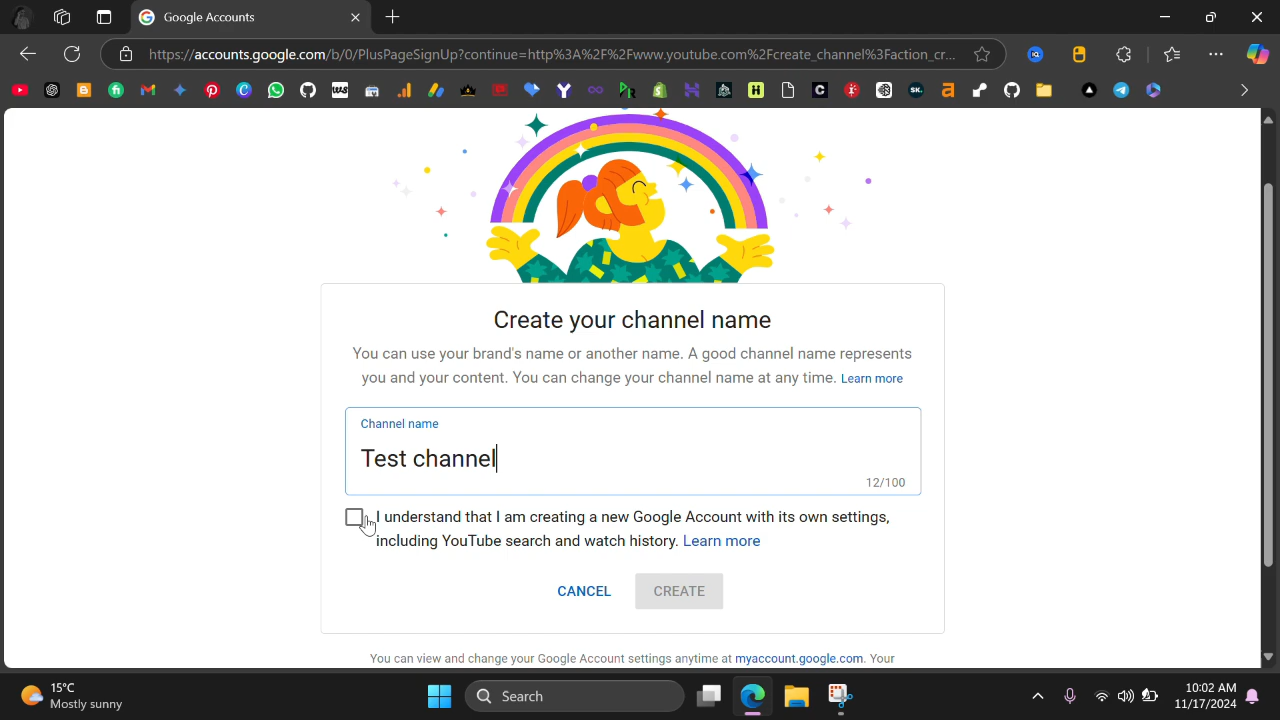 Google Accounts
https://accounts.google.com/b/0/PlusPageSignUp?continue=http%3A%2F%2Fwww.youtube.com%2Fcreate_channel%3Faction_cr...
Create your channel name
You can use your brand's name or another name. A good channel name represents
you and your content. You can change your channel name at any time. Learn more
Channel name
Test channel
12/100
I understand that I am creating a new Google Account with its own settings,
including YouTube search and watch history. Learn more
CANCEL CREATE
You can view and change your Google Account settings anytime at myaccount.google.com. Your
15°C
Mostly sunny
Search
10:02 AM
11/17/2024